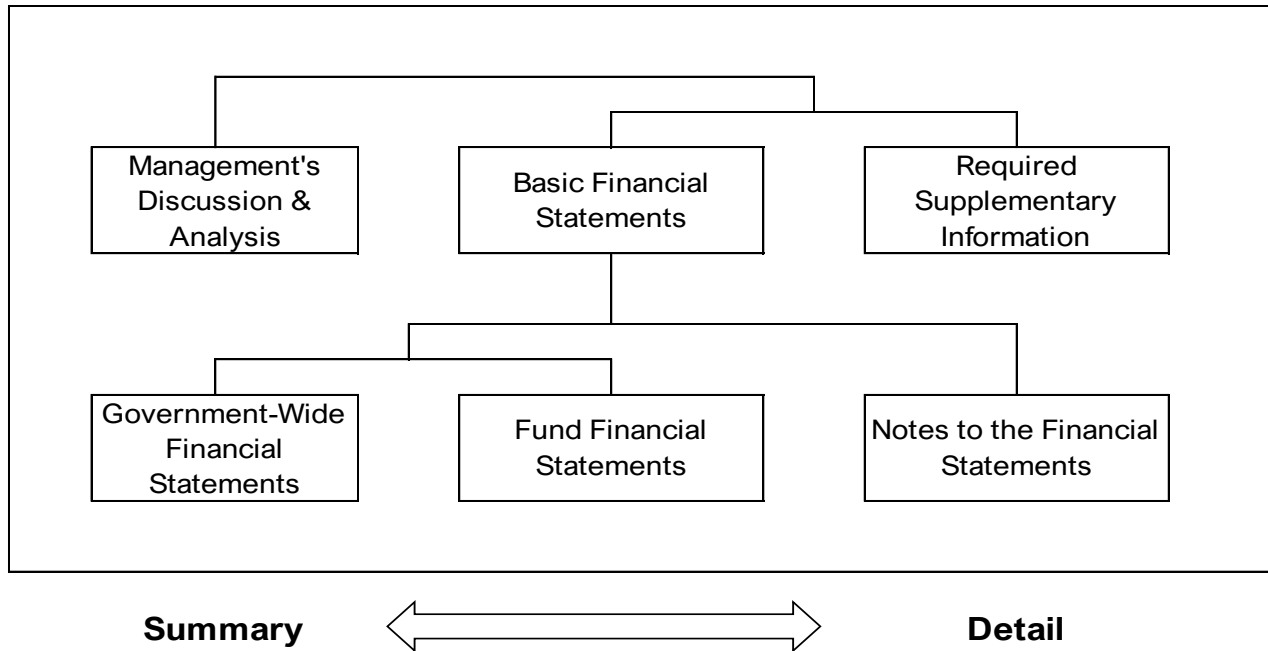 Management's
Discussion &
Analysis
Basic Financial
Statements
Required
Supplementary
Information
Government-Wide
Financial
Statements
Fund Financial
Statements
Notes to the Financial
Statements
Summary
Detail